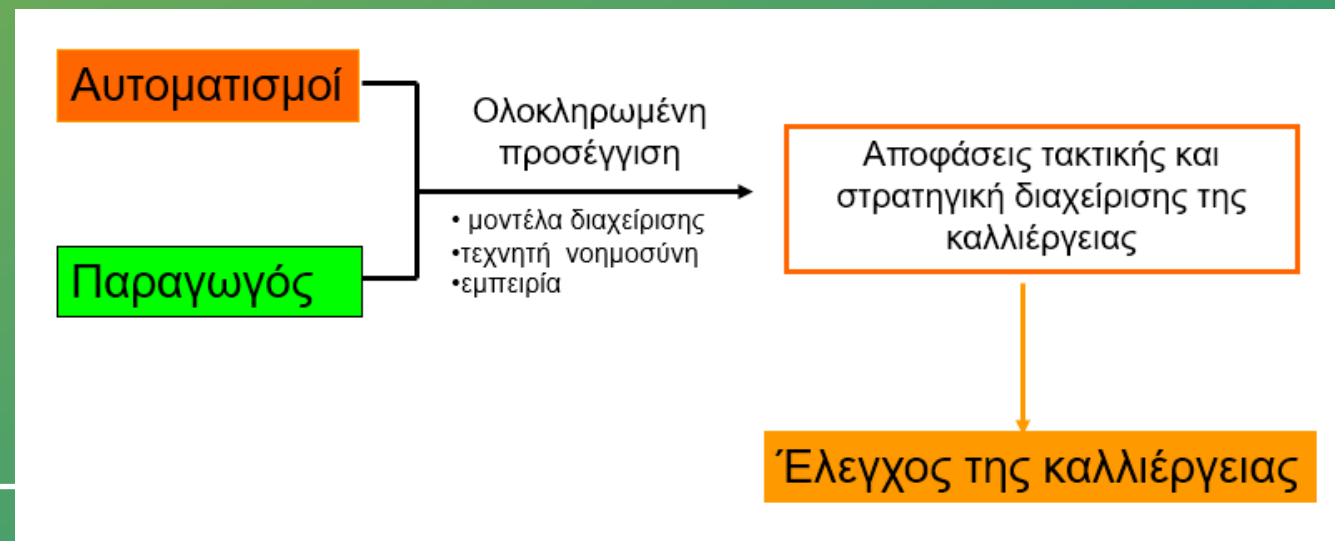 Αυτοματισμοί
Ολοκληρωμένη
προσέγγιση
• μοντέλα διαχείρισης
•τεχνητή νοημοσύνη
•εμπειρία
Παραγωγός
Αποφάσεις τακτικής και
στρατηγική διαχείρισης της
καλλιέργειας
Έλεγχος της καλλιέργειας